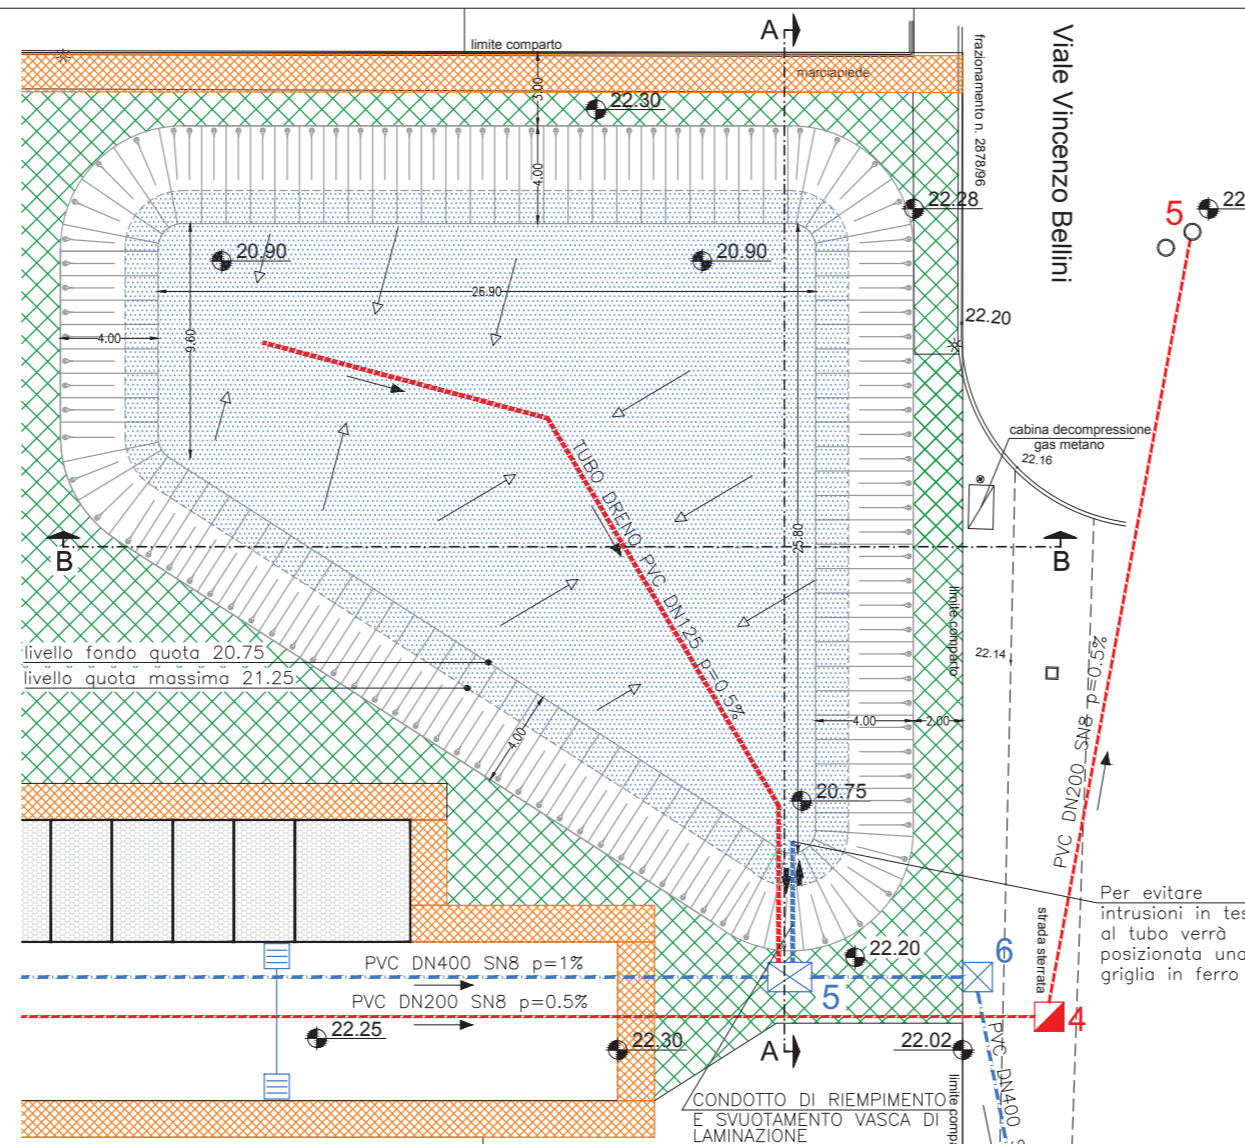 A
limite comparto
marciapiede
3.00
22.30
frazionamento n. 2878/96
Viale Vincenzo Bellini
4.00
22.28
5
22
20.90
20.90
26.90
22.20
4.00
9.60
cabina decompressione
gas metano
22.16
TUBO DRENO PVC DN125 p=0.5%
25.80
B
B
limite comparto
livello fondo quota 20.75
22.14
livello quota massima 21.25
PVC DN200 SN8 p=0.5%
4.00
4.00
2.00
20.75
Per evitare
intrusioni in tes
al tubo verrà
posizionata una
griglia in ferro
strada sterrata
22.20
6
PVC DN400 SN8 p=1%
5
PVC DN200 SN8 p=0.5%
4
22.25
22.30
22.02
A
PVC DN400 S
CONDOTTO DI RIEMPIMENTO
E SVUOTAMENTO VASCA DI
LAMINAZIONE
limite compa